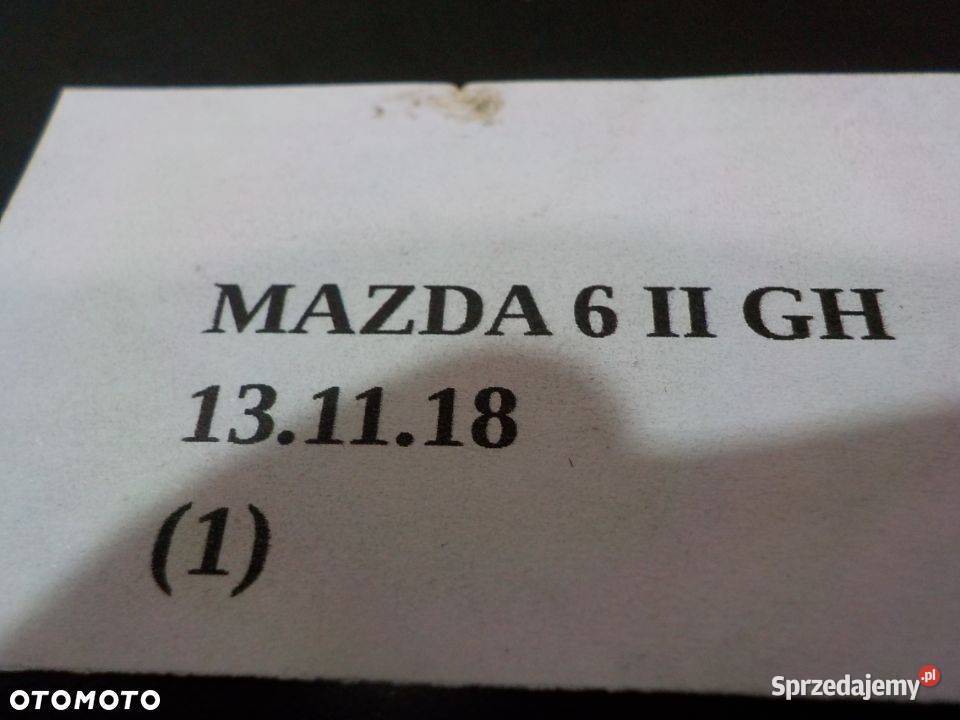 MAZDA 6 II GH
13.11.18
(1)
OTOMOTO
Sprzedajemy.pl